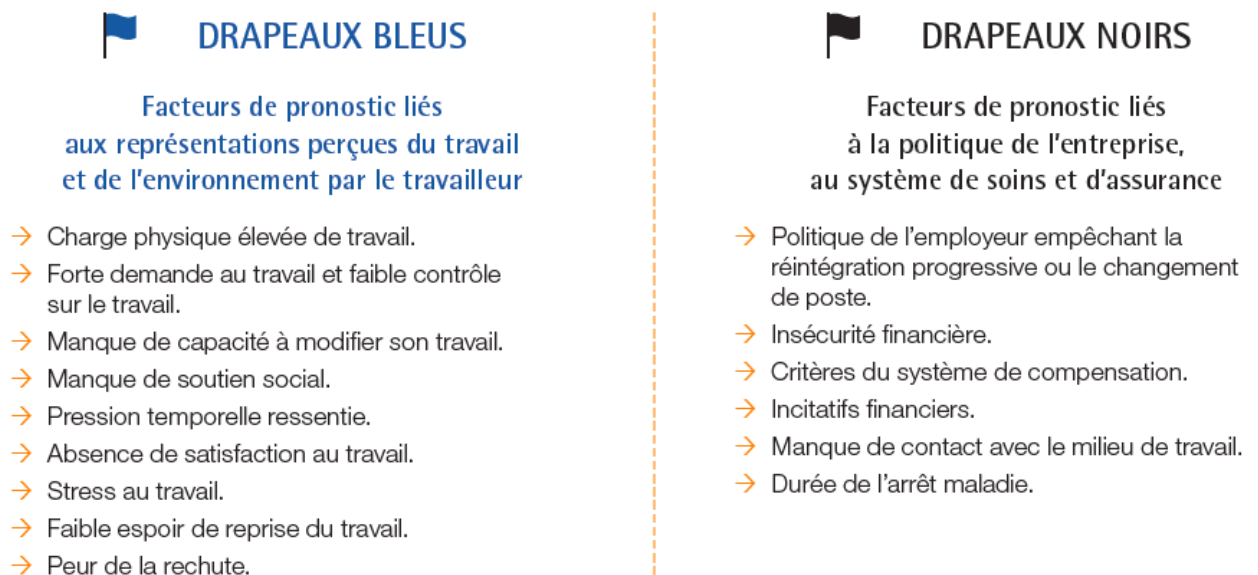 DRAPEAUX BLEUS
Facteurs de pronostic liés
aux représentations perçues du travail
et de l'environnement par le travailleur
→ Charge physique élevée de travail.
→ Forte demande au travail et faible contrôle
sur le travail.
→ Manque de capacité à modifier son travail.
→ Manque de soutien social.
→ Pression temporelle ressentie.
→ Absence de satisfaction au travail.
→ Stress au travail.
→ Faible espoir de reprise du travail.
→ Peur de la rechute.
DRAPEAUX NOIRS
Facteurs de pronostic liés
à la politique de l'entreprise,
au système de soins et d'assurance
→ Politique de l'employeur empêchant la
réintégration progressive ou le changement
de poste.
→ Insécurité financière.
→ Critères du système de compensation.
→ Incitatifs financiers.
→ Manque de contact avec le milieu de travail.
→ Durée de l'arrêt maladie.